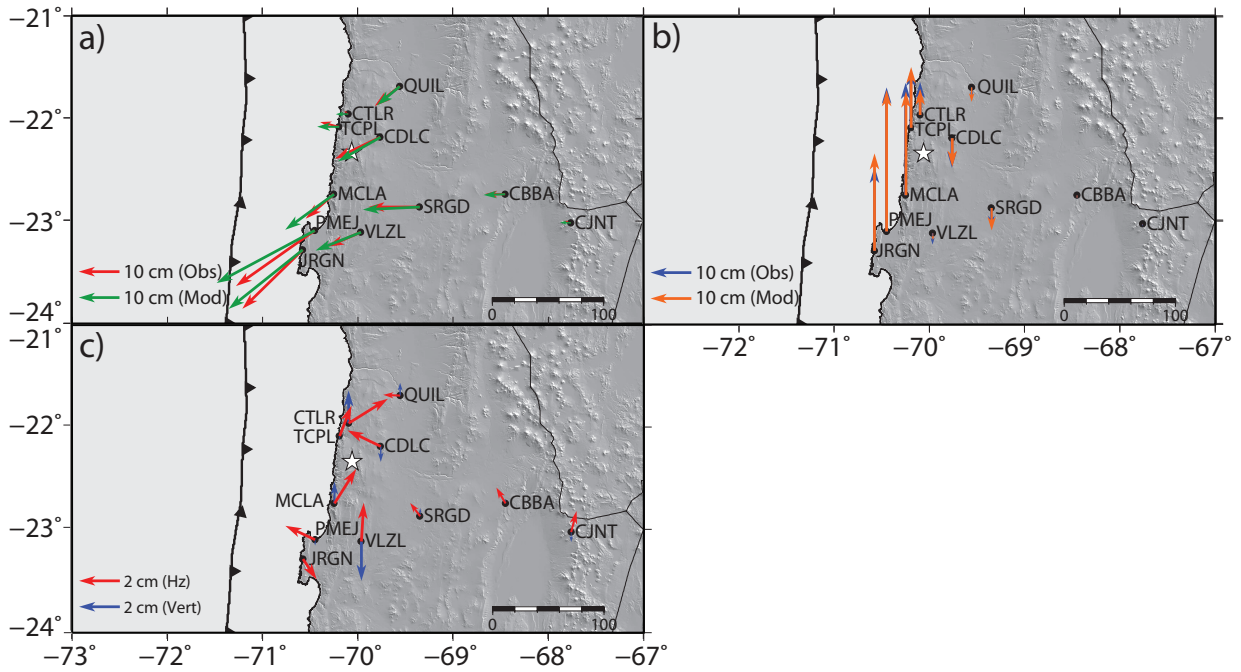 −21˚
a)
b)
QUIL
QUIL
−22˚
CTLR
CTLR
TCPL
TCPL
CDLC
CDLC
MCLA
CBBA
MCLA
CBBA
SRGD
SRGD
−23˚
PMEJ
VLZL
CJNT
PMEJ
VLZL
CJNT
JRGN
JRGN
10 cm (Obs)
10 cm (Obs)
10 cm (Mod)
10 cm (Mod)
0 100
0 100
−24˚
−72˚ −71˚ −70˚ −69˚ −68˚ −67˚
−21˚
c)
QUIL
−22˚
CTLR
TCPL
CDLC
MCLA
CBBA
SRGD
−23˚
PMEJ
VLZL
CJNT
JRGN
2 cm (Hz)
2 cm (Vert)
0 100
−24˚
−73˚ −72˚ −71˚ −70˚ −69˚ −68˚ −67˚